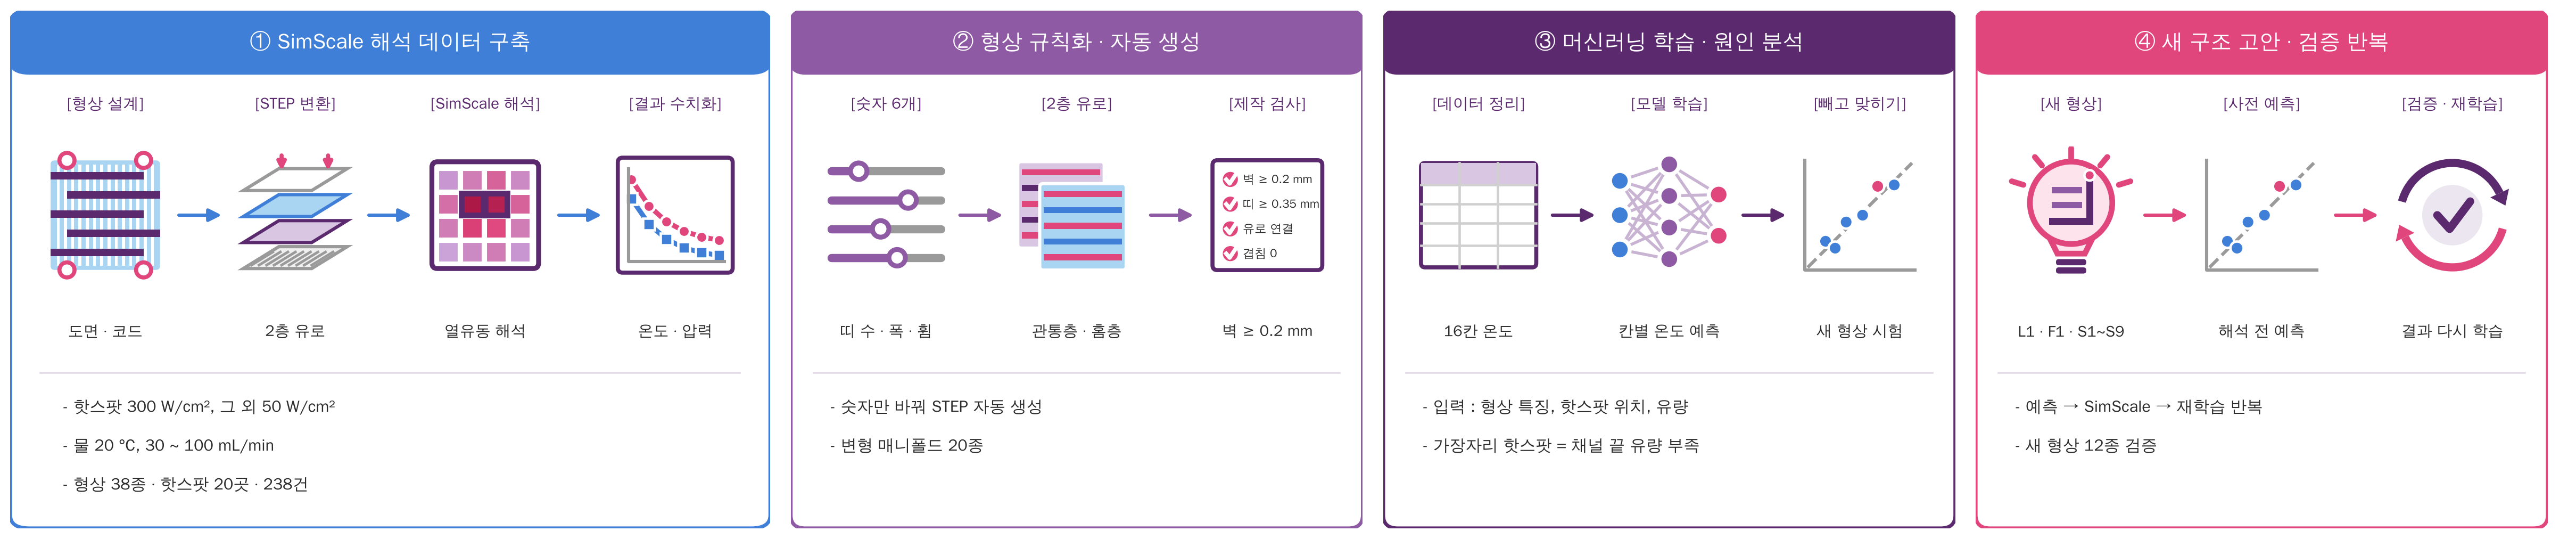 ① SimScale 해석 데이터 구축
[형상 설계]
[STEP 변환]
[SimScale 해석]
[결과 수치화]
도면 · 코드
2층 유로
열유동 해석
온도 · 압력
- 핫스팟 300 W/cm², 그 외 50 W/cm²
- 물 20 °C, 30 ~ 100 mL/min
- 형상 38종 · 핫스팟 20곳 · 238건
② 형상 규칙화 · 자동 생성
[숫자 6개]
[2층 유로]
[제작 검사]
벽 ≥ 0.2 mm
띠 ≥ 0.35 mm
유로 연결
겹침 0
띠 수 · 폭 · 휨
관통층 · 홈층
벽 ≥ 0.2 mm
- 숫자만 바꿔 STEP 자동 생성
- 변형 매니폴드 20종
③ 머신러닝 학습 · 원인 분석
[데이터 정리]
[모델 학습]
[빼고 맞히기]
16칸 온도
칸별 온도 예측
새 형상 시험
- 입력 : 형상 특징, 핫스팟 위치, 유량
- 가장자리 핫스팟 = 채널 끝 유량 부족
④ 새 구조 고안 · 검증 반복
[새 형상]
[사전 예측]
[검증 · 재학습]
L1 · F1 · S1~S9
해석 전 예측
결과 다시 학습
- 예측 → SimScale → 재학습 반복
- 새 형상 12종 검증